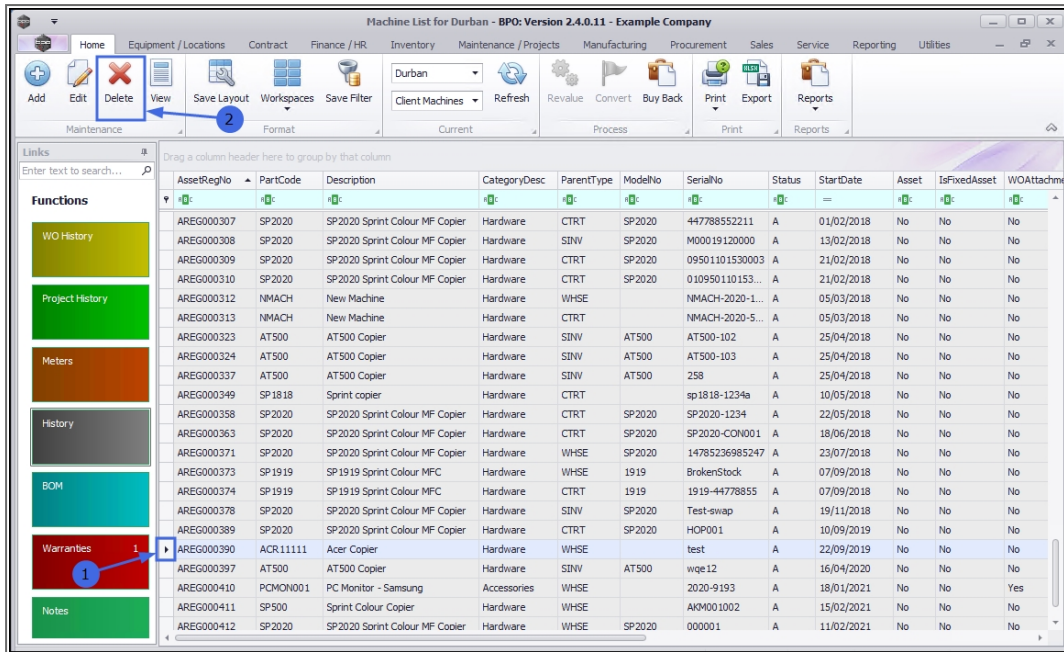 Machine List for Durban - BPO: Version 2.4.0.11 - Example Company
Home Equipment / Locations Contract Finance / HR Inventory Maintenance / Projects Manufacturing Procurement Sales Service Reporting Utilities
Add Edit Delete View Save Layout Workspaces Save Filter Durban Client Machines Refresh Revalue Convert Buy Back Print Export Reports
2
Maintenance Format Current Process Print Reports
Links
Enter text to search...
Functions
WO History
Project History
Meters
History
BOM
Warranties 1
1
Notes
Drag a column header here to group by that column
AssetRegNo PartCode Description CategoryDesc ParentType ModelNo SerialNo Status StartDate Asset IsFixedAsset WOAttachme
AREG000307 SP2020 SP2020 Sprint Colour MF Copier Hardware CTRT SP2020 447788552211 A 01/02/2018 No No No
AREG000308 SP2020 SP2020 Sprint Colour MF Copier Hardware SINV SP2020 M00019120000 A 13/02/2018 No No No
AREG000309 SP2020 SP2020 Sprint Colour MF Copier Hardware CTRT SP2020 09501101530003 A 21/02/2018 No No No
AREG000310 SP2020 SP2020 Sprint Colour MF Copier Hardware CTRT SP2020 010950110153... A 21/02/2018 No No No
AREG000312 NMACH New Machine Hardware WHSE NMACH-2020-1... A 05/03/2018 No No No
AREG000313 NMACH New Machine Hardware CTRT NMACH-2020-5... A 05/03/2018 No No No
AREG000323 AT500 AT500 Copier Hardware SINV AT500 AT500-102 A 25/04/2018 No No No
AREG000324 AT500 AT500 Copier Hardware SINV AT500 AT500-103 A 25/04/2018 No No No
AREG000337 AT500 AT500 Copier Hardware SINV AT500 258 A 25/04/2018 No No No
AREG000349 SP1818 Sprint copier Hardware CTRT sp1818-1234a A 10/05/2018 No No No
AREG000358 SP2020 SP2020 Sprint Colour MF Copier Hardware CTRT SP2020 SP2020-1234 A 22/05/2018 No No No
AREG000363 SP2020 SP2020 Sprint Colour MF Copier Hardware CTRT SP2020 SP2020-CON001 A 18/06/2018 No No No
AREG000371 SP2020 SP2020 Sprint Colour MF Copier Hardware WHSE SP2020 14785236985247 A 23/07/2018 No No No
AREG000373 SP1919 SP1919 Sprint Colour MFC Hardware WHSE 1919 BrokenStock A 07/09/2018 No No No
AREG000374 SP1919 SP1919 Sprint Colour MFC Hardware CTRT 1919 1919-44778855 A 07/09/2018 No No No
AREG000378 SP2020 SP2020 Sprint Colour MF Copier Hardware SINV SP2020 Test-swap A 19/11/2018 No No No
AREG000389 SP2020 SP2020 Sprint Colour MF Copier Hardware CTRT SP2020 HOP001 A 10/09/2019 No No No
AREG000390 ACR11111 Acer Copier Hardware WHSE test A 22/09/2019 No No No
AREG000397 AT500 AT500 Copier Hardware SINV AT500 wqe12 A 16/04/2020 No No No
AREG000410 PCMON001 PC Monitor - Samsung Accessories WHSE 2020-9193 A 18/01/2021 No No Yes
AREG000411 SP500 Sprint Colour Copier Hardware WHSE AKM001002 A 15/02/2021 No No No
AREG000412 SP2020 SP2020 Sprint Colour MF Copier Hardware WHSE SP2020 000001 A 11/02/2021 No No No